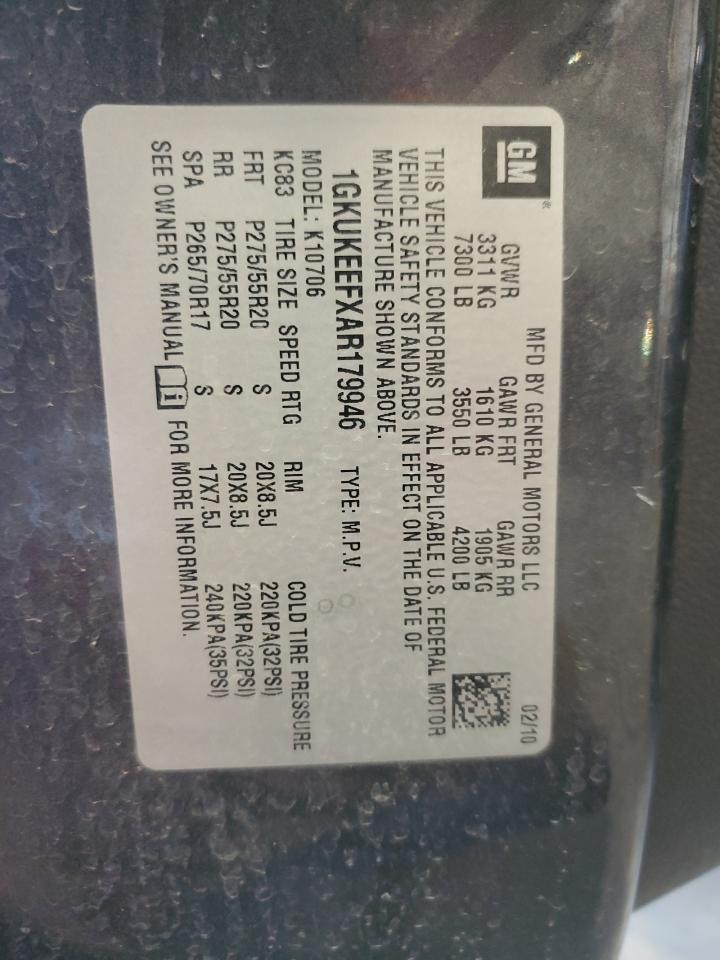 GM®
MFD BY GENERAL MOTORS LLC 02/10
GVWR GAWR FRT GAWR RR
3311 KG 1610 KG 1905 KG
7300 LB 3550 LB 4200 LB
THIS VEHICLE CONFORMS TO ALL APPLICABLE U.S. FEDERAL MOTOR
VEHICLE SAFETY STANDARDS IN EFFECT ON THE DATE OF
MANUFACTURE SHOWN ABOVE.
1GKUKEEFXAR179946 TYPE: M.P.V.
MODEL: K10706
KC83 TIRE SIZE SPEED RTG RIM COLD TIRE PRESSURE
FRT P275/55R20 S 20X8.5J 220KPA(32PSI)
RR P275/55R20 S 20X8.5J 220KPA(32PSI)
SPA P265/70R17 S 17X7.5J 240KPA(35PSI)
SEE OWNER'S MANUAL FOR MORE INFORMATION.